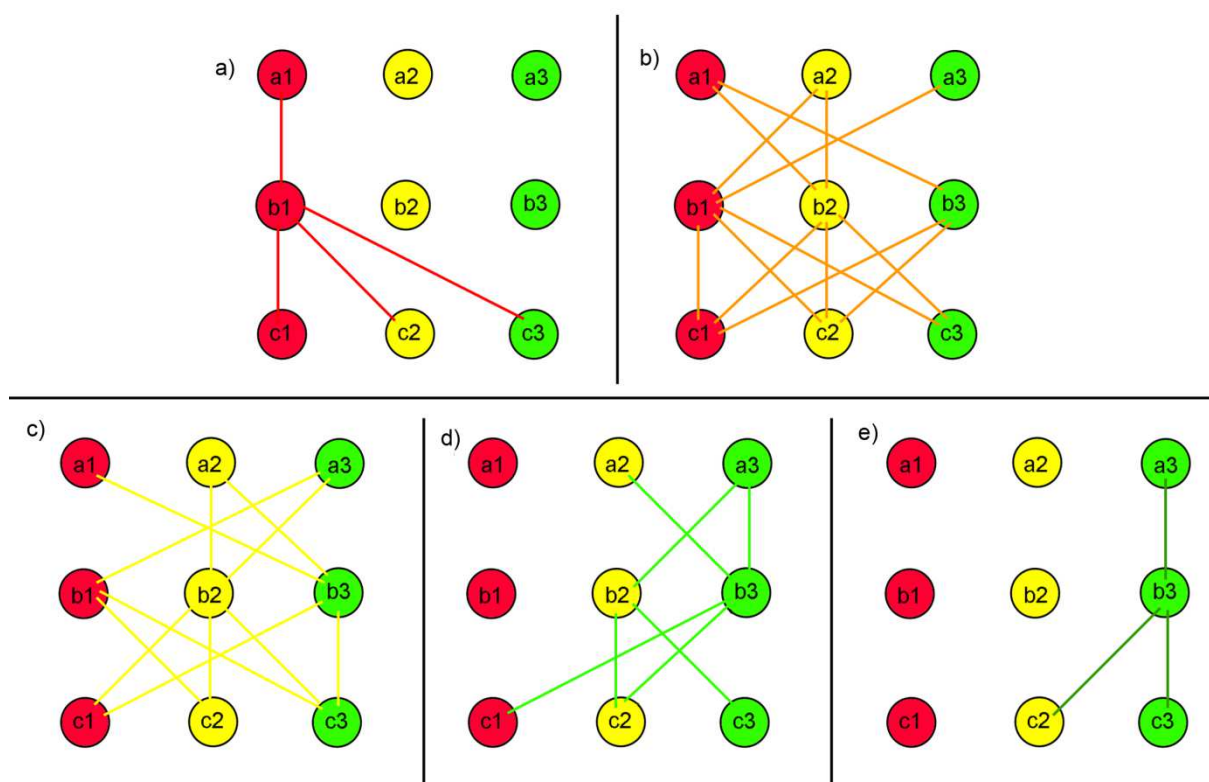 a)
a1 a2 a3
b1 b2 b3
c1 c2 c3
b)
a1 a2 a3
b1 b2 b3
c1 c2 c3
c)
a1 a2 a3
b1 b2 b3
c1 c2 c3
d)
a1 a2 a3
b1 b2 b3
c1 c2 c3
e)
a1 a2 a3
b1 b2 b3
c1 c2 c3